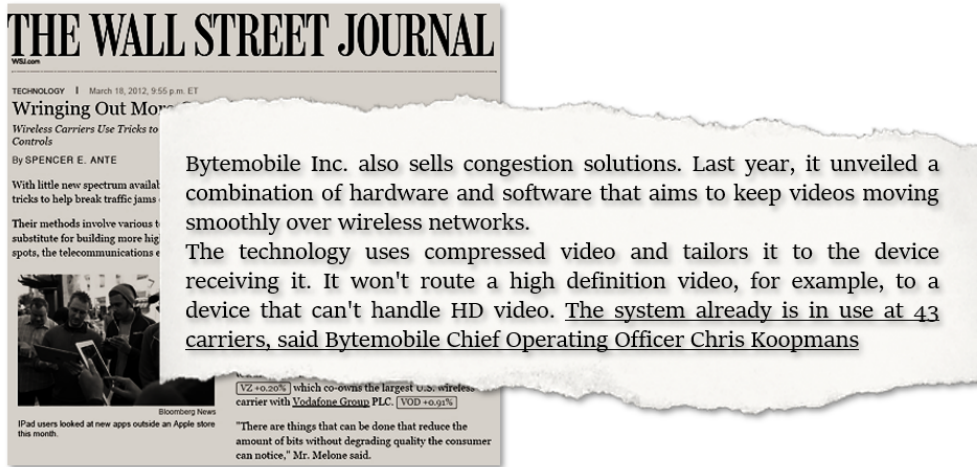 THE WALL STREET JOURNAL
WSJ.com
TECHNOLOGY | March 18, 2012, 9:55 p.m. ET
Wringing Out More
Wireless Carriers Use Tricks to
Controls
By SPENCER E. ANTE
With little new spectrum
tricks to help break traffic jams
Their methods involve various
substitute for building more
spots, the telecommunications
Bytemobile Inc. also sells congestion solutions. Last year, it unveiled a
combination of hardware and software that aims to keep videos moving
smoothly over wireless networks.
The technology uses compressed video and tailors it to the device
receiving it. It won't route a high definition video, for example, to a
device that can't handle HD video. The system already is in use at 43
carriers, said Bytemobile Chief Operating Officer Chris Koopmans
Bloomberg News
IPad users looked at new apps outside an Apple store
this month.
VZ +0.20% which co-owns the largest U.S. wireless
carrier with Vodafone Group PLC. VOD +0.91%
"There are things that can be done that reduce the
amount of bits without degrading quality the consumer
can notice," Mr. Melone said.